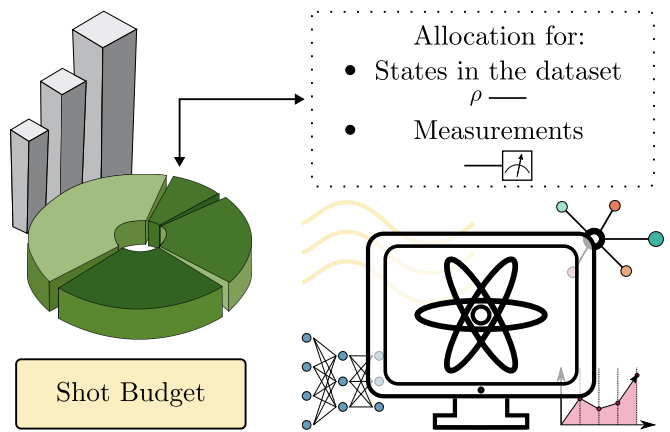 Allocation for:
• States in the dataset
ρ
• Measurements
Shot Budget